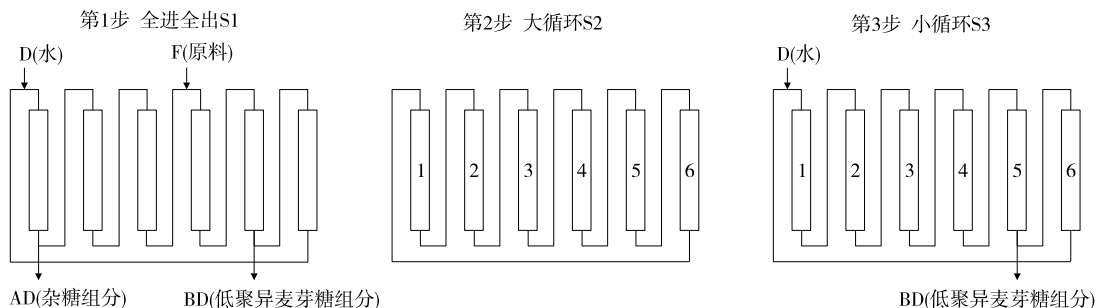 第1步 全进全出S1
D(水)
F(原料)
AD(杂糖组分)
BD(低聚异麦芽糖组分)
第2步 大循环S2
1 2 3 4 5 6
第3步 小循环S3
D(水)
1 2 3 4 5 6
BD(低聚异麦芽糖组分)